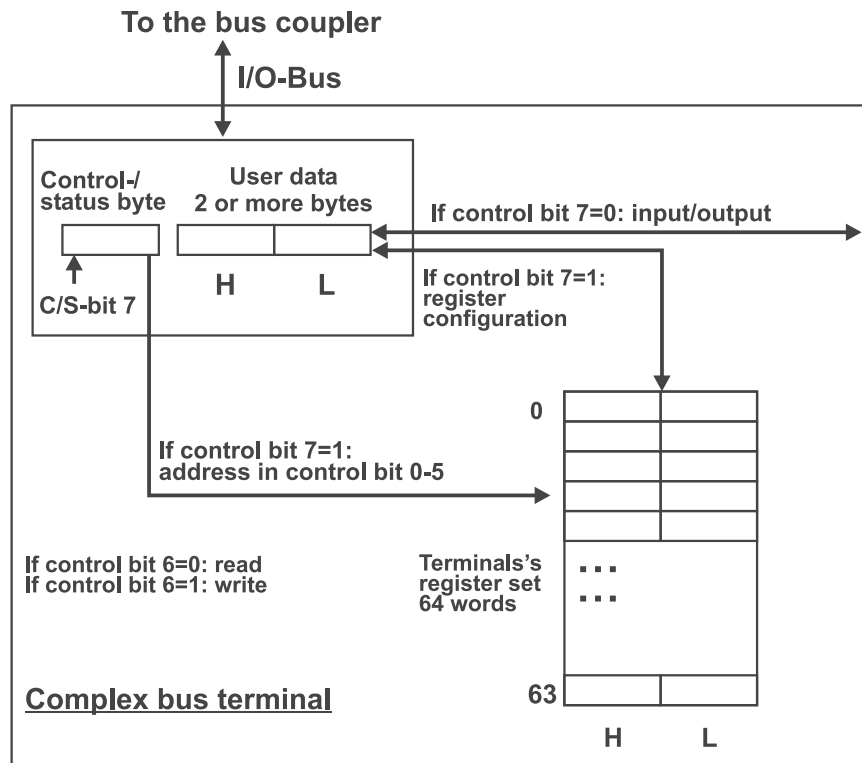 To the bus coupler
I/O-Bus
Control-/
status byte
User data
2 or more bytes
If control bit 7=0: input/output
H
L
C/S-bit 7
If control bit 7=1:
register
configuration
0
If control bit 7=1:
address in control bit 0-5
If control bit 6=0: read
If control bit 6=1: write
Terminals's
register set
64 words
...
...
Complex bus terminal
63
H
L